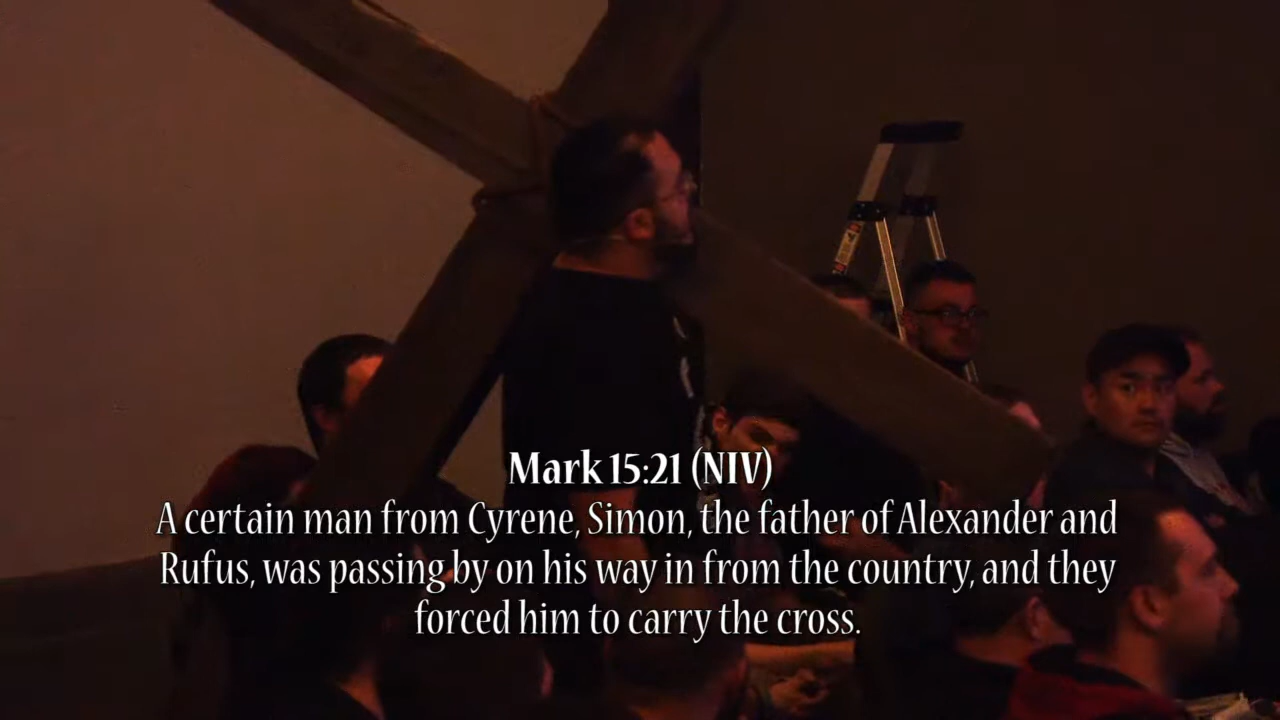 Mark 15:21 (NIV)
A certain man from Cyrene, Simon, the father of Alexander and
Rufus, was passing by on his way in from the country, and they
forced him to carry the cross.